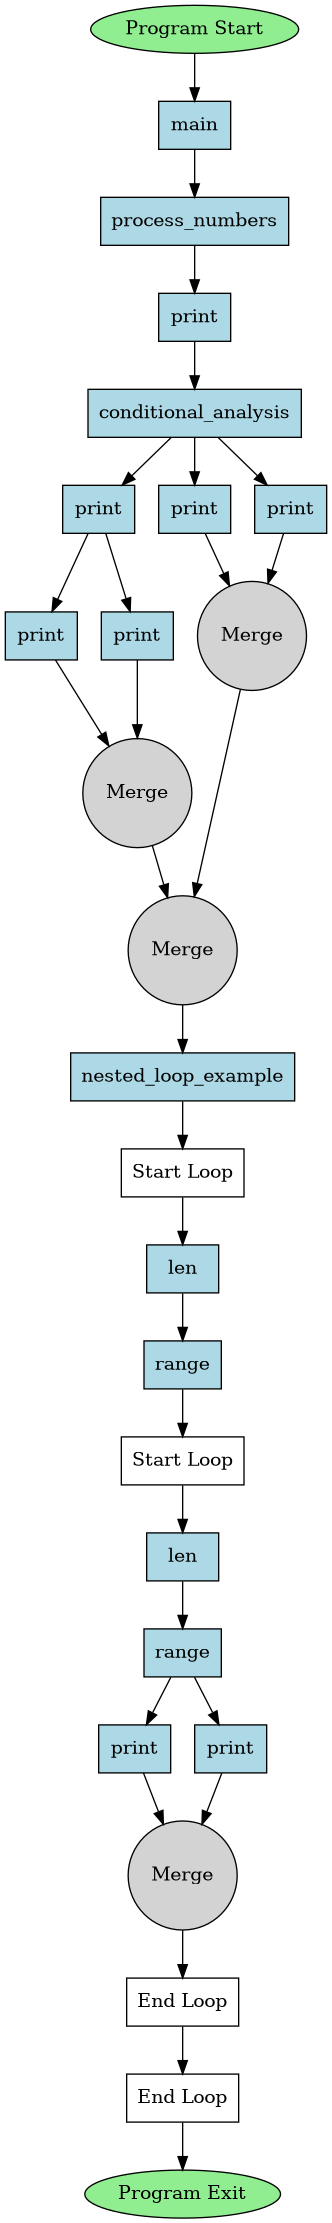 Program Start
main
process_numbers
print
conditional_analysis
print
print
print
print
print
Merge
Merge
Merge
nested_loop_example
Start Loop
len
range
Start Loop
len
range
print
print
Merge
End Loop
End Loop
Program Exit